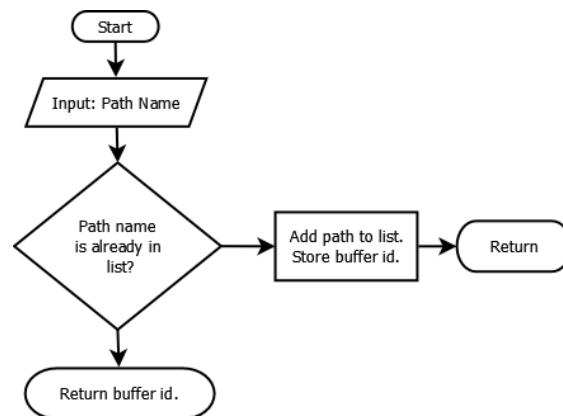 Start
Input: Path Name
Path name
is already in
list?
Add path to list.
Store buffer id.
Return
Return buffer id.